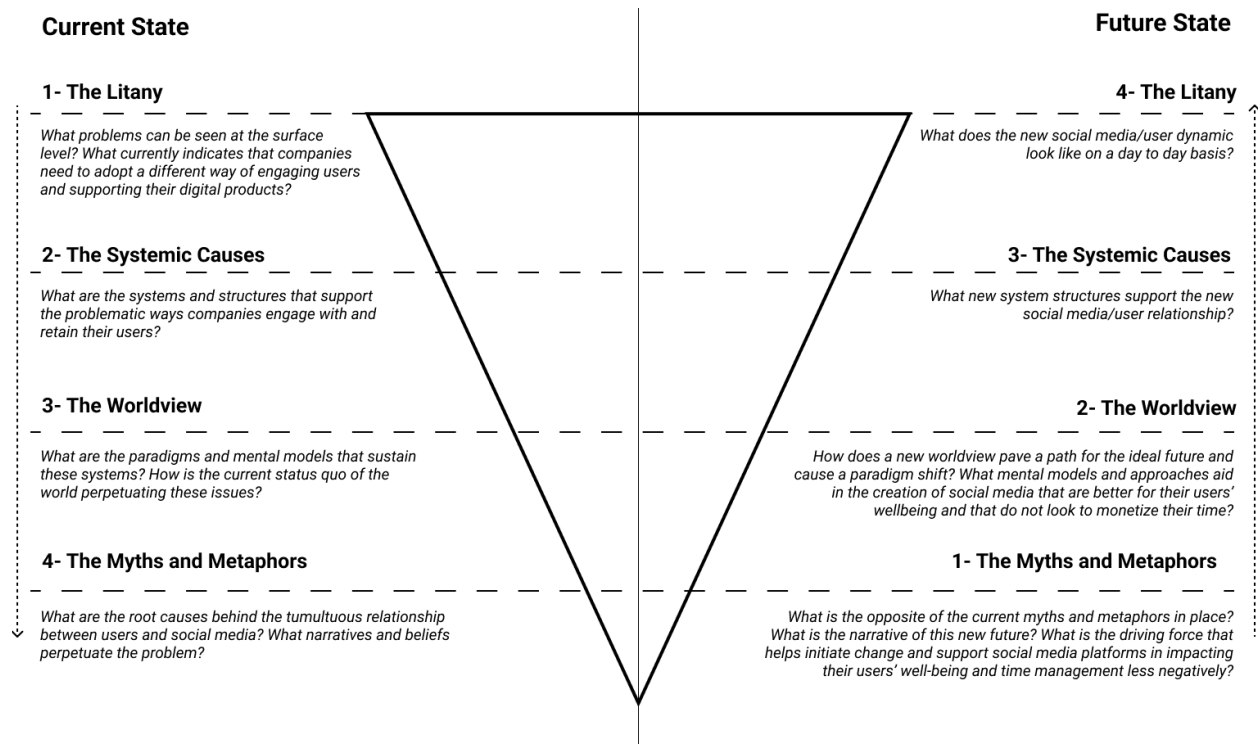 Current State
1- The Litany
What problems can be seen at the surface
level? What currently indicates that companies
need to adopt a different way of engaging users
and supporting their digital products?
2- The Systemic Causes
What are the systems and structures that support
the problematic ways companies engage with and
retain their users?
3- The Worldview
What are the paradigms and mental models that sustain
these systems? How is the current status quo of the
world perpetuating these issues?
4- The Myths and Metaphors
What are the root causes behind the tumultuous relationship
between users and social media? What narratives and beliefs
perpetuate the problem?
Future State
4- The Litany
What does the new social media/user dynamic
look like on a day to day basis?
3- The Systemic Causes
What new system structures support the new
social media/user relationship?
2- The Worldview
How does a new worldview pave a path for the ideal future and
cause a paradigm shift? What mental models and approaches aid
in the creation of social media that are better for their users'
wellbeing and that do not look to monetize their time?
1- The Myths and Metaphors
What is the opposite of the current myths and metaphors in place?
What is the narrative of this new future? What is the driving force that
helps initiate change and support social media platforms in impacting
their users' well-being and time management less negatively?